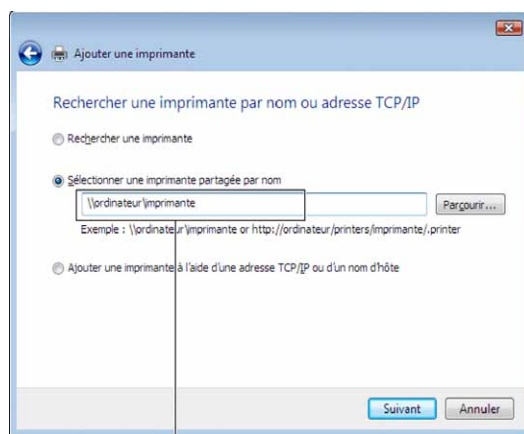 Ajouter une imprimante
Rechercher une imprimante par nom ou adresse TCP/IP
Rechercher une imprimante
Sélectionner une imprimante partagée par nom
\\ordinateur\imprimante
Parcourir...
Exemple : \\ordinateur\imprimante or http://ordinateur/printers/imprimante/.printer
Ajouter une imprimante à l'aide d'une adresse TCP/IP ou d'un nom d'hôte
Suivant
Annuler